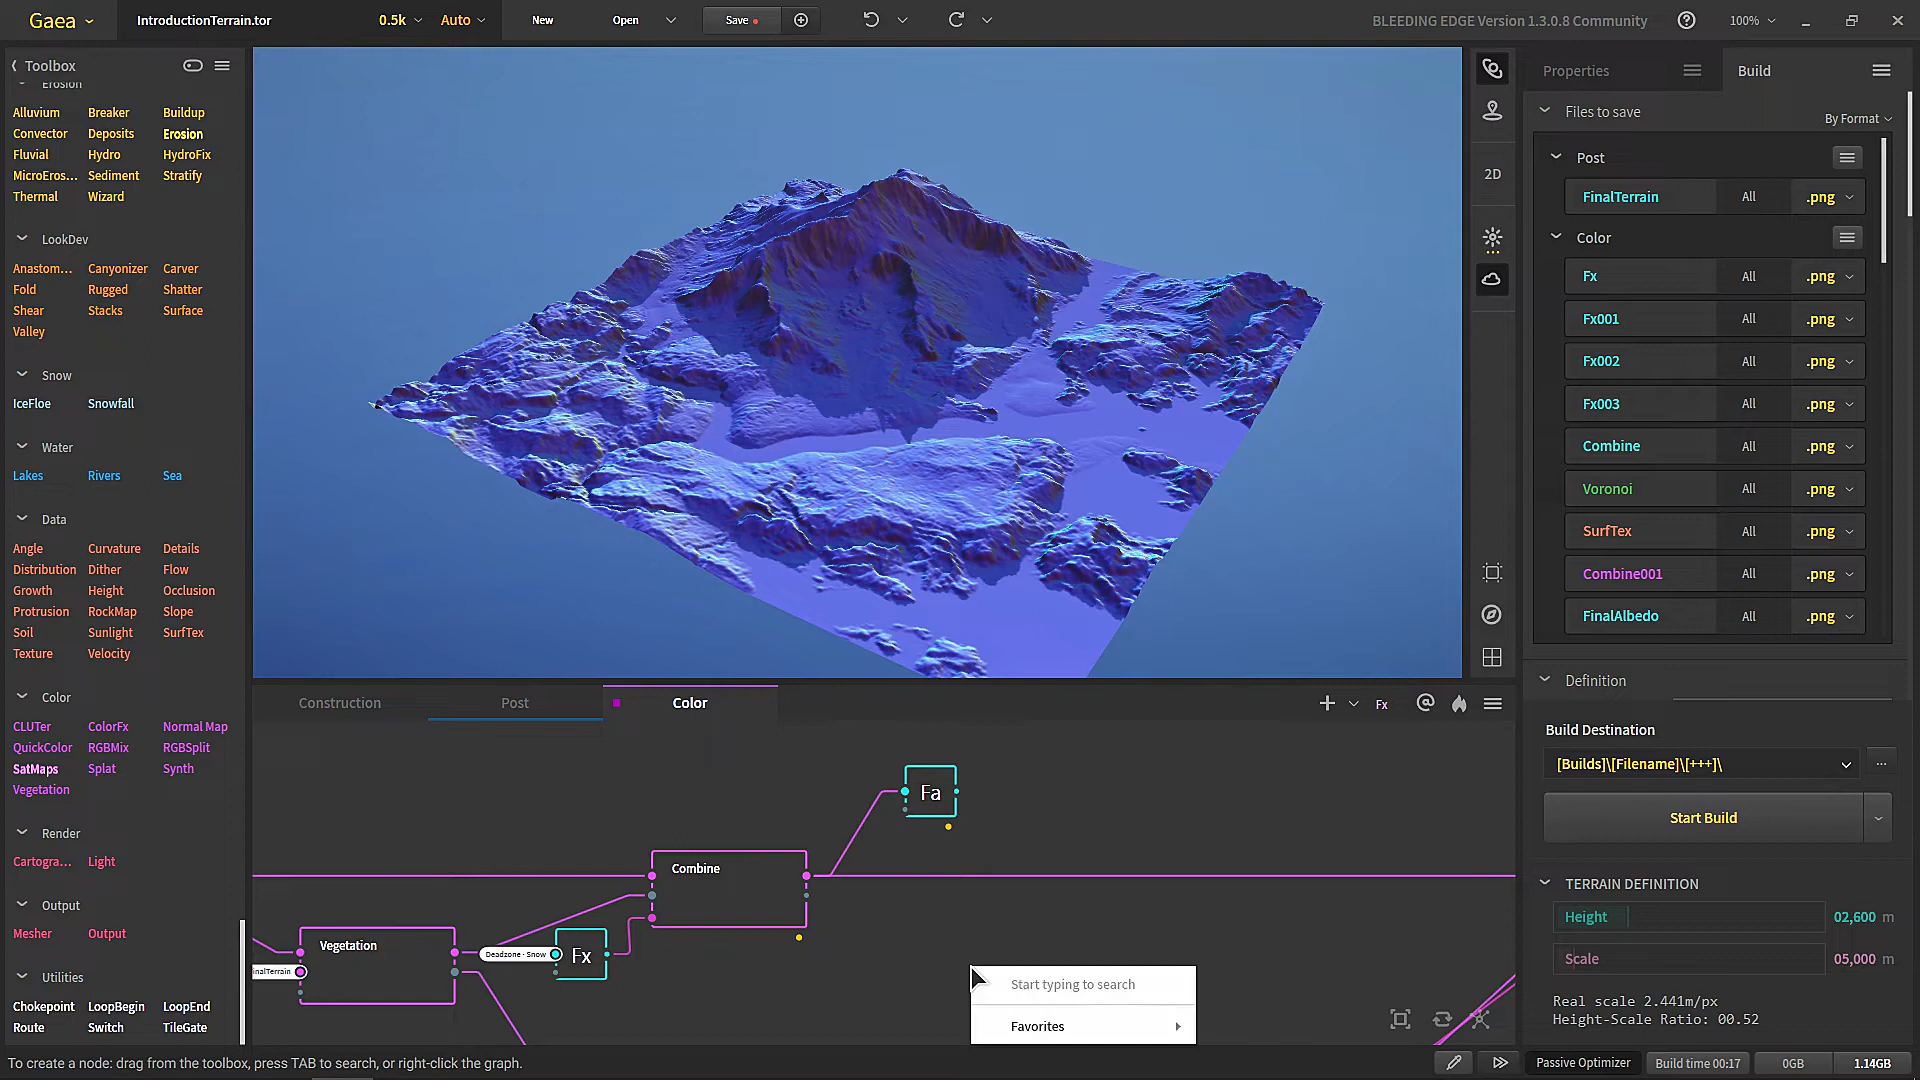 Gaea
IntroductionTerrain.tor
0.5k
Auto
New
Open
Save
BLEEDING EDGE Version 1.3.0.8 Community
100%
Toolbox
Erosion
Alluvium Breaker Buildup
Convector Deposits Erosion
Fluvial Hydro HydroFix
MicroEros... Sediment Stratify
Thermal Wizard
LookDev
Anastom... Canyonizer Carver
Fold Rugged Shatter
Shear Stacks Surface
Valley
Snow
IceFloe Snowfall
Water
Lakes Rivers Sea
Data
Angle Curvature Details
Distribution Dither Flow
Growth Height Occlusion
Protrusion RockMap Slope
Soil Sunlight SurfTex
Texture Velocity
Color
CLUTer ColorFx Normal Map
QuickColor RGBMix RGBSplit
SatMaps Splat Synth
Vegetation
Render
Cartogra... Light
Output
Mesher Output
Utilities
Chokepoint LoopBegin LoopEnd
Route Switch TileGate
2D
Construction
Post
Color
Fx
Fa
Combine
Vegetation
Deadzone · Snow
Fx
inalTerrain
Start typing to search
Favorites
Properties
Build
Files to save
By Format
Post
FinalTerrain All .png
Color
Fx All .png
Fx001 All .png
Fx002 All .png
Fx003 All .png
Combine All .png
Voronoi All .png
SurfTex All .png
Combine001 All .png
FinalAlbedo All .png
Definition
Build Destination
[Builds]\[Filename]\[+++]\
...
Start Build
TERRAIN DEFINITION
Height 02,600 m
Scale 05,000 m
Real scale 2.441m/px
Height-Scale Ratio: 00.52
To create a node: drag from the toolbox, press TAB to search, or right-click the graph.
Passive Optimizer
Build time 00:17
0GB
1.14GB